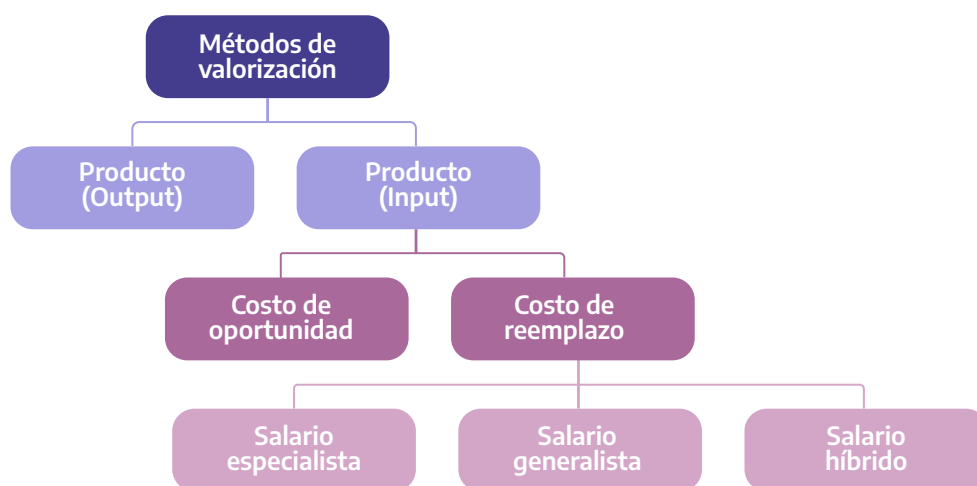 Métodos de
valorización
Producto
(Output)
Producto
(Input)
Costo de
oportunidad
Costo de
reemplazo
Salario
especialista
Salario
generalista
Salario
híbrido